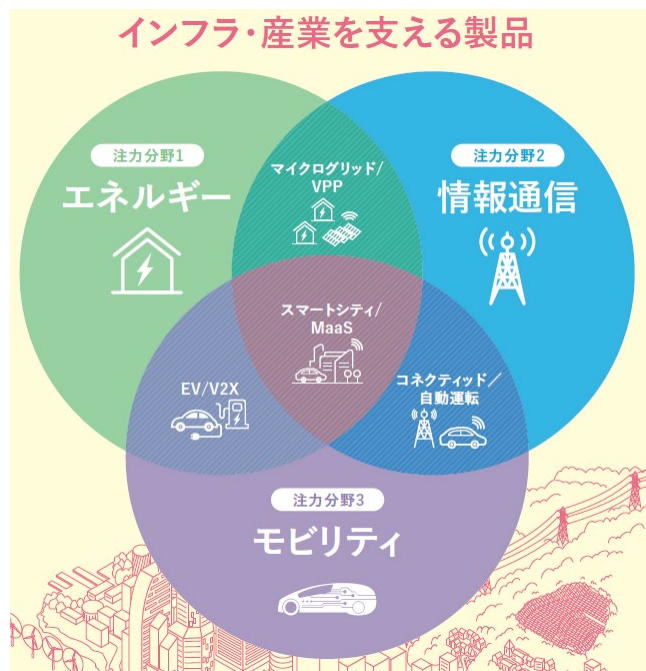 インフラ・産業を支える製品
注力分野1
エネルギー
マイクログリッド/
VPP
注力分野2
情報通信
スマートシティ/
MaaS
EV/V2X
コネクティッド／
自動運転
注力分野3
モビリティ